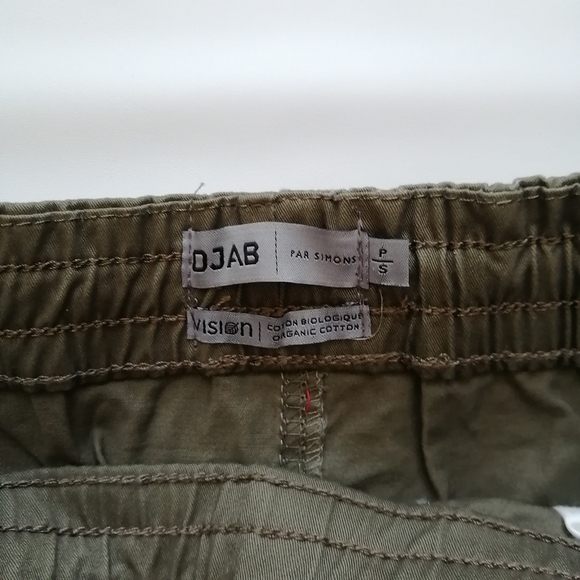 DJAB | PAR SIMONS
P
S
Vision | COTON BIOLOGIQUE
ORGANIC COTTON